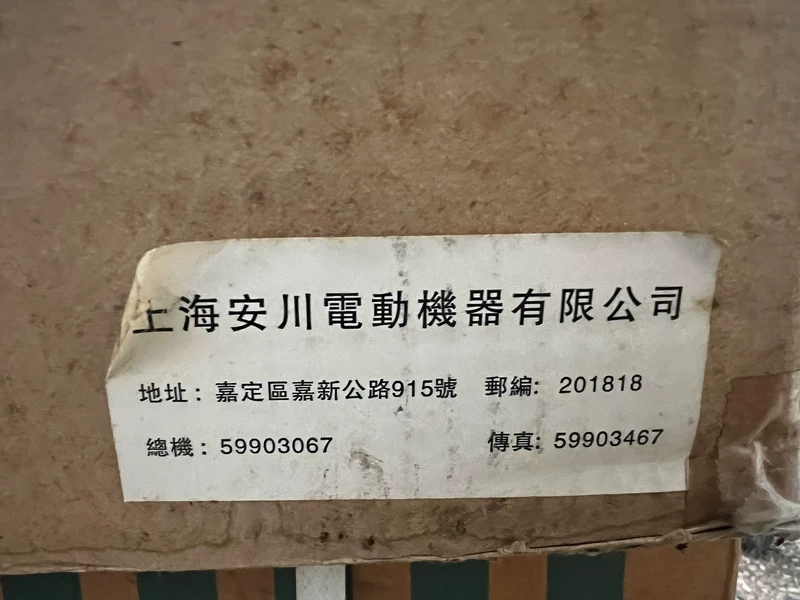 上海安川電動機器有限公司
地址：嘉定區嘉新公路915號 郵編: 201818
總機：59903067 傳真: 59903467